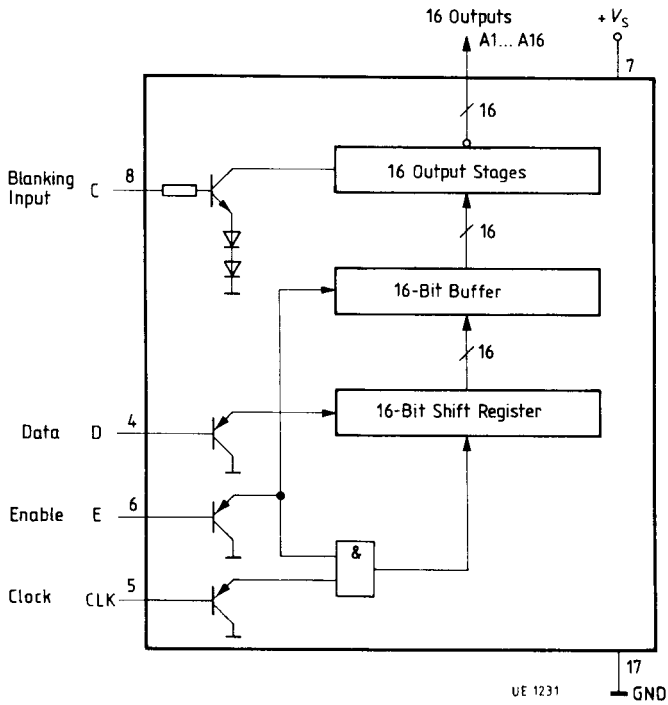 16 Outputs
A1... A16
+ VS
7
16
16 Output Stages
Blanking
Input
C
8
16
16-Bit Buffer
16
16-Bit Shift Register
Data D
4
Enable E
6
&
Clock CLK
5
17
UE 1231
GND